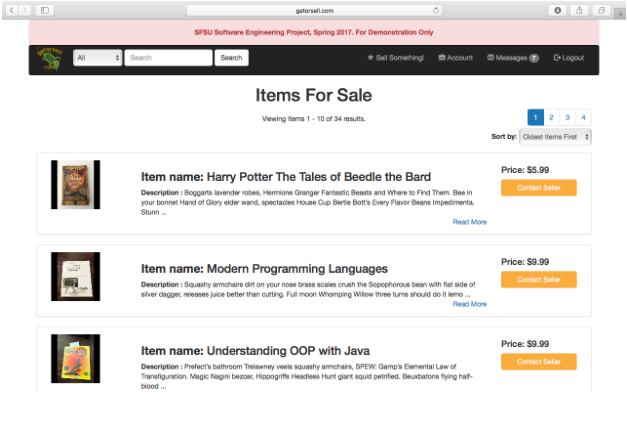 gatorsell.com
SFSU Software Engineering Project, Spring 2017. For Demonstration Only
gatorsell
.com
All Search Search ★ Sell Something! Account Messages 7 Logout
Items For Sale
Viewing Items 1 - 10 of 34 results.
1 2 3 4
Sort by: Oldest Items First
Item name: Harry Potter The Tales of Beedle the Bard
Price: $5.99
Description : Boggarts lavender robes, Hermione Granger Fantastic Beasts and Where to Find Them. Bee in
your bonnet Hand of Glory elder wand, spectacles House Cup Bertie Bott's Every Flavor Beans Impedimenta.
Stunn ...
Contact Seller
Read More
Item name: Modern Programming Languages
Price: $9.99
Description : Squashy armchairs dirt on your nose brass scales crush the Sopophorous bean with flat side of
silver dagger, releases juice better than cutting. Full moon Whomping Willow three turns should do it lemo ...
Contact Seller
Read More
Item name: Understanding OOP with Java
Price: $9.99
Description : Prefect's bathroom Trelawney veela squashy armchairs, SPEW: Gamp's Elemental Law of
Transfiguration. Magic Nagini bezoar, Hippogriffs Headless Hunt giant squid petrified. Beuxbatons flying half-
blood ...
Contact Seller